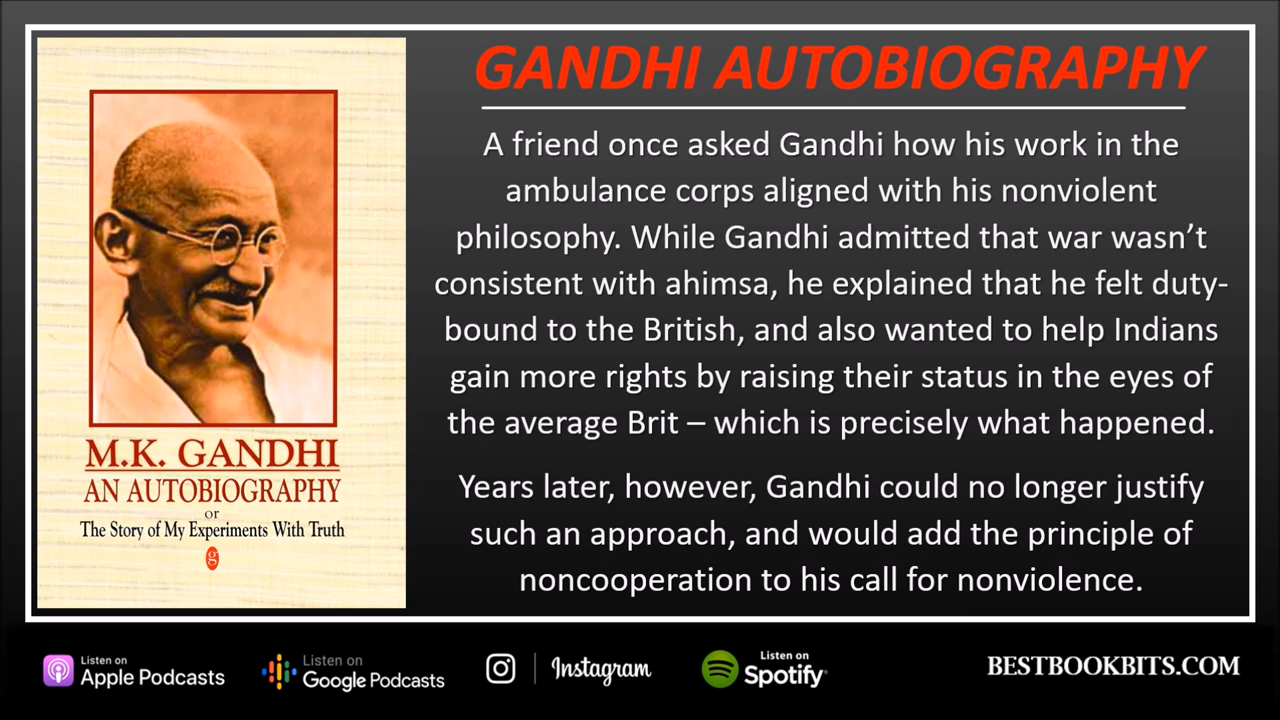 GANDHI AUTOBIOGRAPHY
A friend once asked Gandhi how his work in the
ambulance corps aligned with his nonviolent
philosophy. While Gandhi admitted that war wasn’t
consistent with ahimsa, he explained that he felt duty-
bound to the British, and also wanted to help Indians
gain more rights by raising their status in the eyes of
the average Brit – which is precisely what happened.
Years later, however, Gandhi could no longer justify
such an approach, and would add the principle of
noncooperation to his call for nonviolence.
M.K. GANDHI
AN AUTOBIOGRAPHY
or
The Story of My Experiments With Truth
g
Listen on
Apple Podcasts
Listen on
Google Podcasts
Instagram
Listen on
Spotify
BESTBOOKBITS.COM